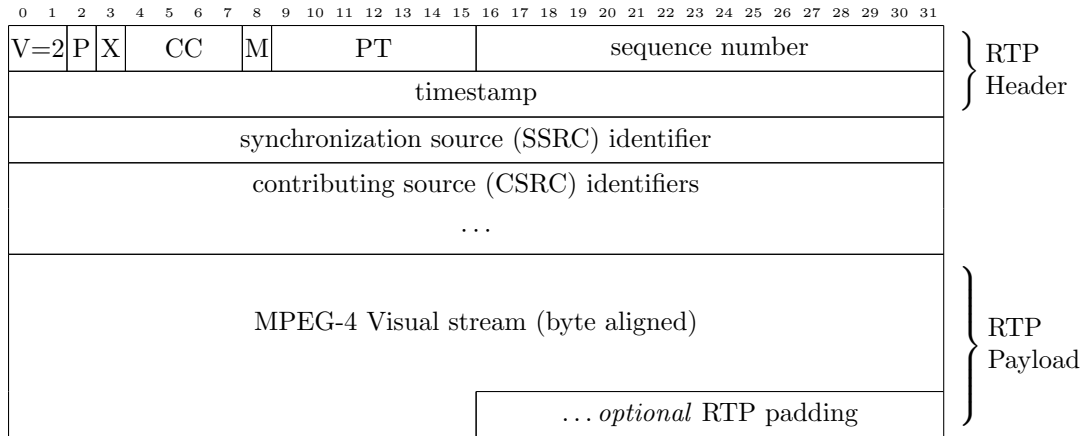 0 1 2 3 4 5 6 7 8 9 10 11 12 13 14 15 16 17 18 19 20 21 22 23 24 25 26 27 28 29 30 31
V=2 P X CC M PT sequence number
RTP
Header
timestamp
synchronization source (SSRC) identifier
contributing source (CSRC) identifiers
...
MPEG-4 Visual stream (byte aligned)
RTP
Payload
... optional RTP padding